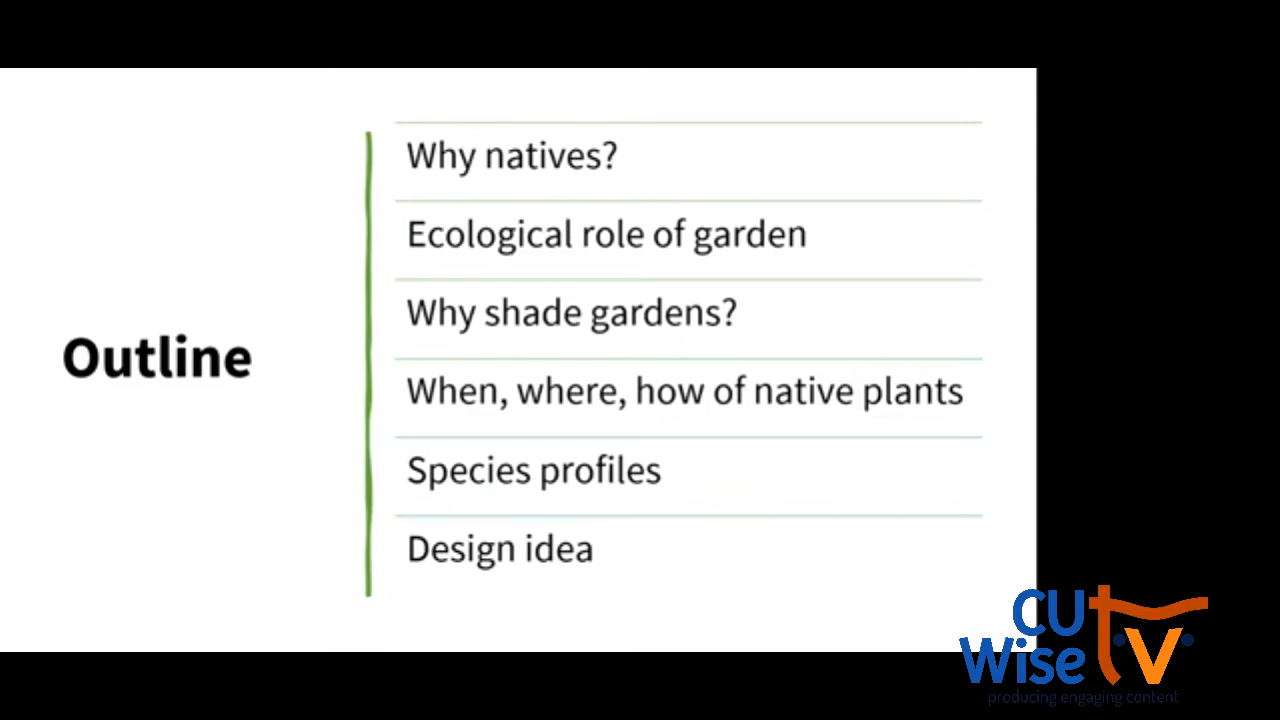 Outline
Why natives?
Ecological role of garden
Why shade gardens?
When, where, how of native plants
Species profiles
Design idea
CU
Wise tv
producing engaging content